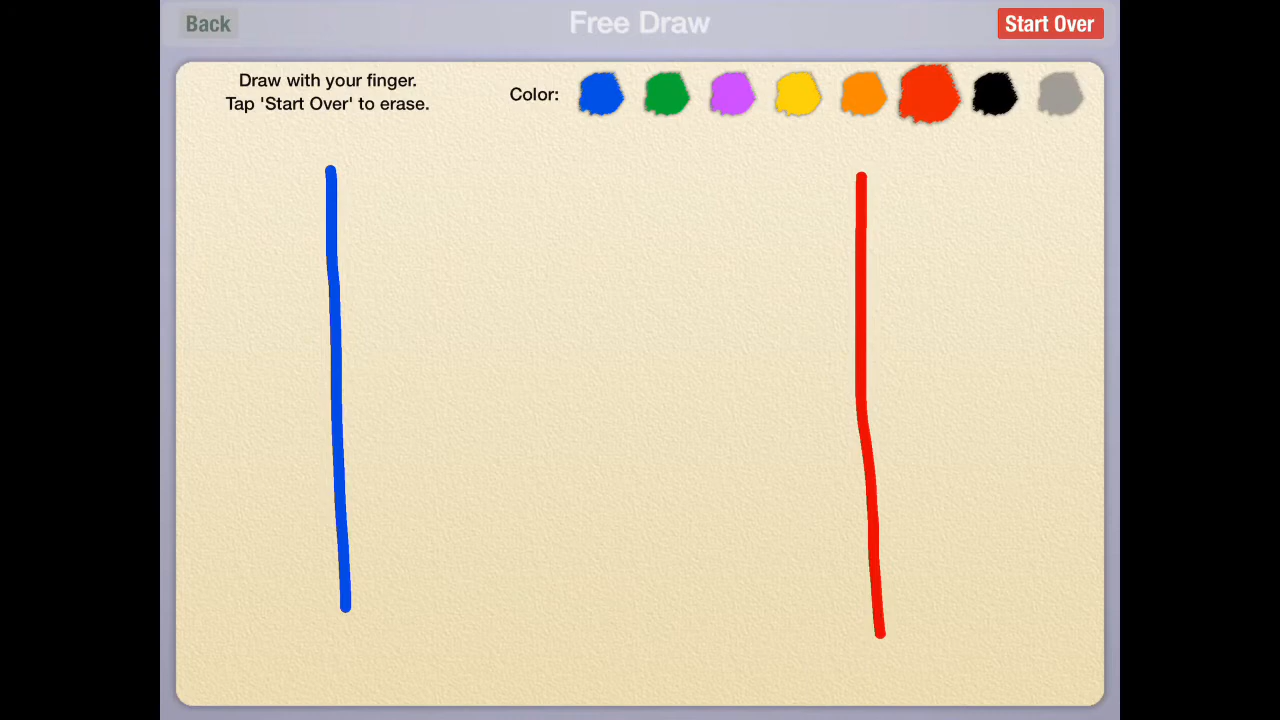 Back
Free Draw
Start Over
Draw with your finger.
Tap 'Start Over' to erase.
Color: